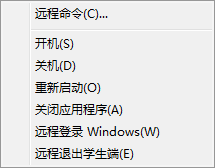 远程命令(C)...
开机(S)
关机(D)
重新启动(O)
关闭应用程序(A)
远程登录 Windows(W)
远程退出学生端(E)